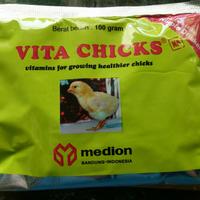 Berat bersih : 100 gram
VITA CHICKS®
vitamins for growing healthier chicks
medion
BANDUNG-INDONESIA